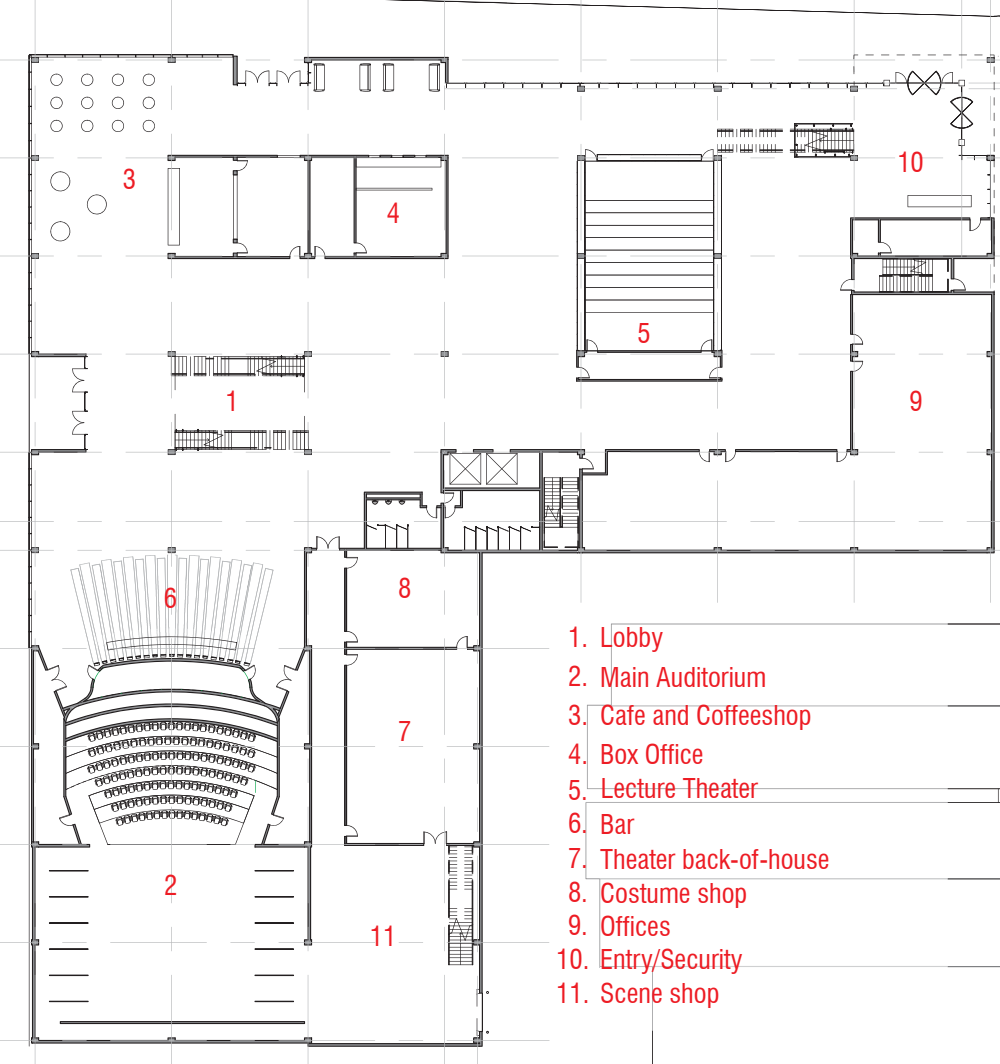 3
10
4
5
1
9
6
8
7
2
11
1. Lobby
2. Main Auditorium
3. Cafe and Coffeeshop
4. Box Office
5. Lecture Theater
6. Bar
7. Theater back-of-house
8. Costume shop
9. Offices
10. Entry/Security
11. Scene shop